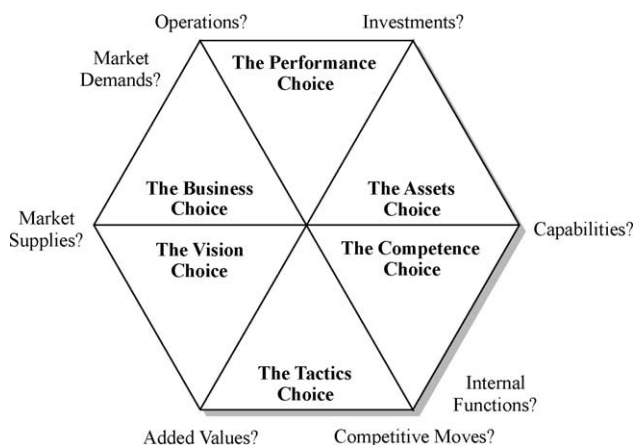 Operations?
Investments?
Market
Demands?
The Performance
Choice
The Business
Choice
The Assets
Choice
Market
Supplies?
Capabilities?
The Vision
Choice
The Competence
Choice
The Tactics
Choice
Internal
Functions?
Added Values?
Competitive Moves?